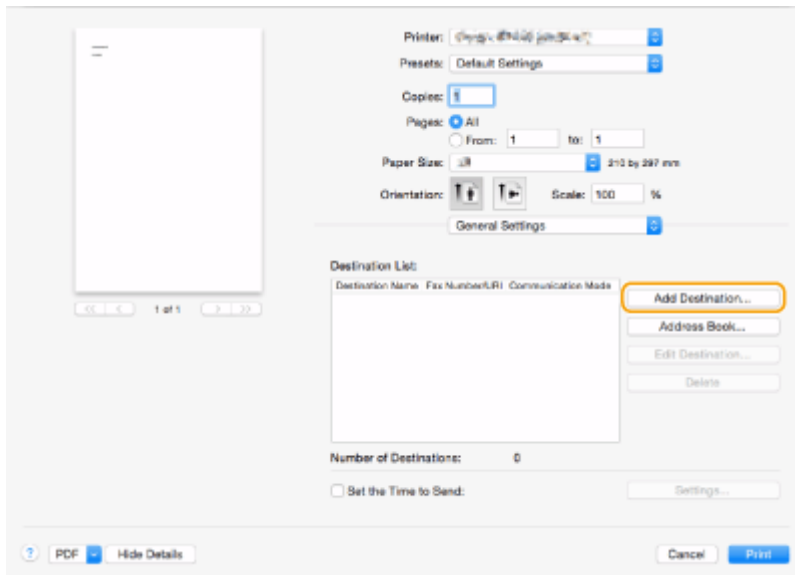 Printer:
Presets: Default Settings
Copies: 1
Pages: All
From: 1 to: 1
Paper Size: 210 by 297 mm
Orientation: Scale: 100 %
General Settings
Destination List:
Destination Name Fax Number/URI Communication Mode
Add Destination...
Address Book...
Edit Destination...
Delete
<< < 1 of 1 > >>
Number of Destinations: 0
Set the Time to Send: Settings...
? PDF Hide Details Cancel Print